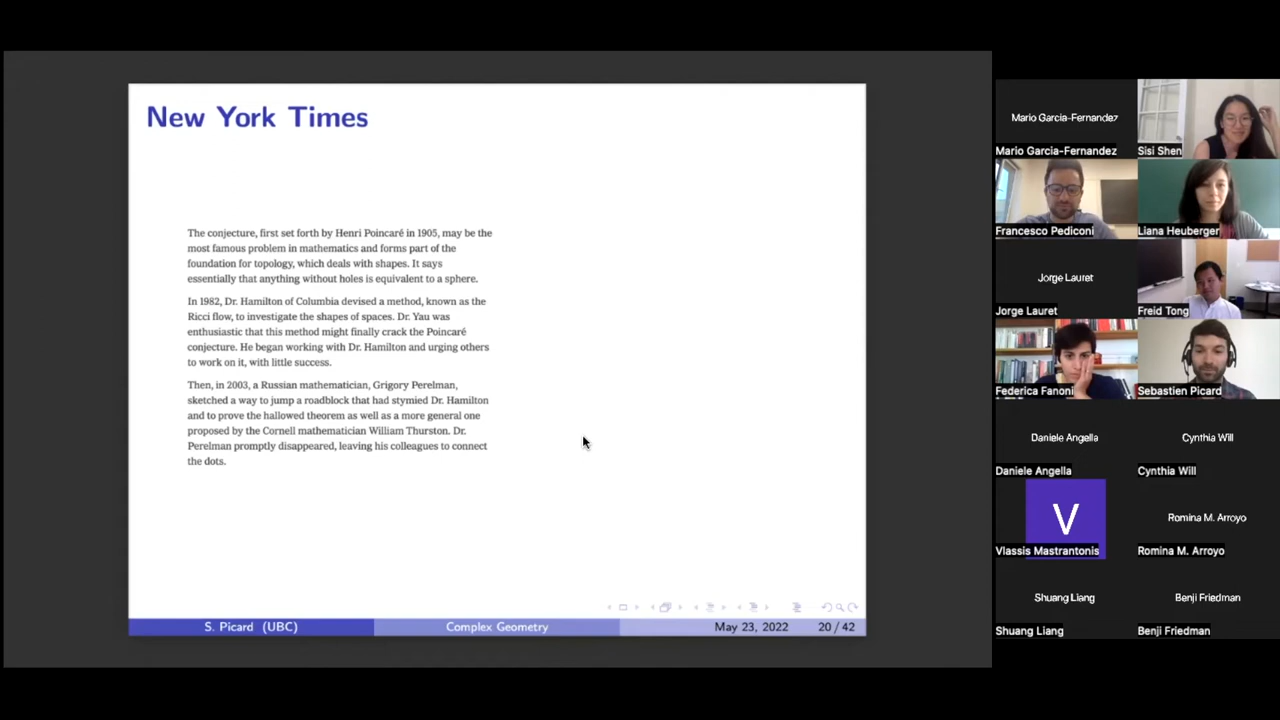 New York Times
The conjecture, first set forth by Henri Poincaré in 1905, may be the
most famous problem in mathematics and forms part of the
foundation for topology, which deals with shapes. It says
essentially that anything without holes is equivalent to a sphere.
In 1982, Dr. Hamilton of Columbia devised a method, known as the
Ricci flow, to investigate the shapes of spaces. Dr. Yau was
enthusiastic that this method might finally crack the Poincaré
conjecture. He began working with Dr. Hamilton and urging others
to work on it, with little success.
Then, in 2003, a Russian mathematician, Grigory Perelman,
sketched a way to jump a roadblock that had stymied Dr. Hamilton
and to prove the hallowed theorem as well as a more general one
proposed by the Cornell mathematician William Thurston. Dr.
Perelman promptly disappeared, leaving his colleagues to connect
the dots.
S. Picard (UBC) Complex Geometry May 23, 2022 20 / 42
Mario Garcia-Fernandez
Mario Garcia-Fernandez
Sisi Shen
Francesco Pediconi
Liana Heuberger
Jorge Lauret
Jorge Lauret
Freid Tong
Federica Fanoni
Sebastien Picard
Daniele Angella
Cynthia Will
Daniele Angella
Cynthia Will
V
Romina M. Arroyo
Vlassis Mastrantonis
Romina M. Arroyo
Shuang Liang
Benji Friedman
Shuang Liang
Benji Friedman